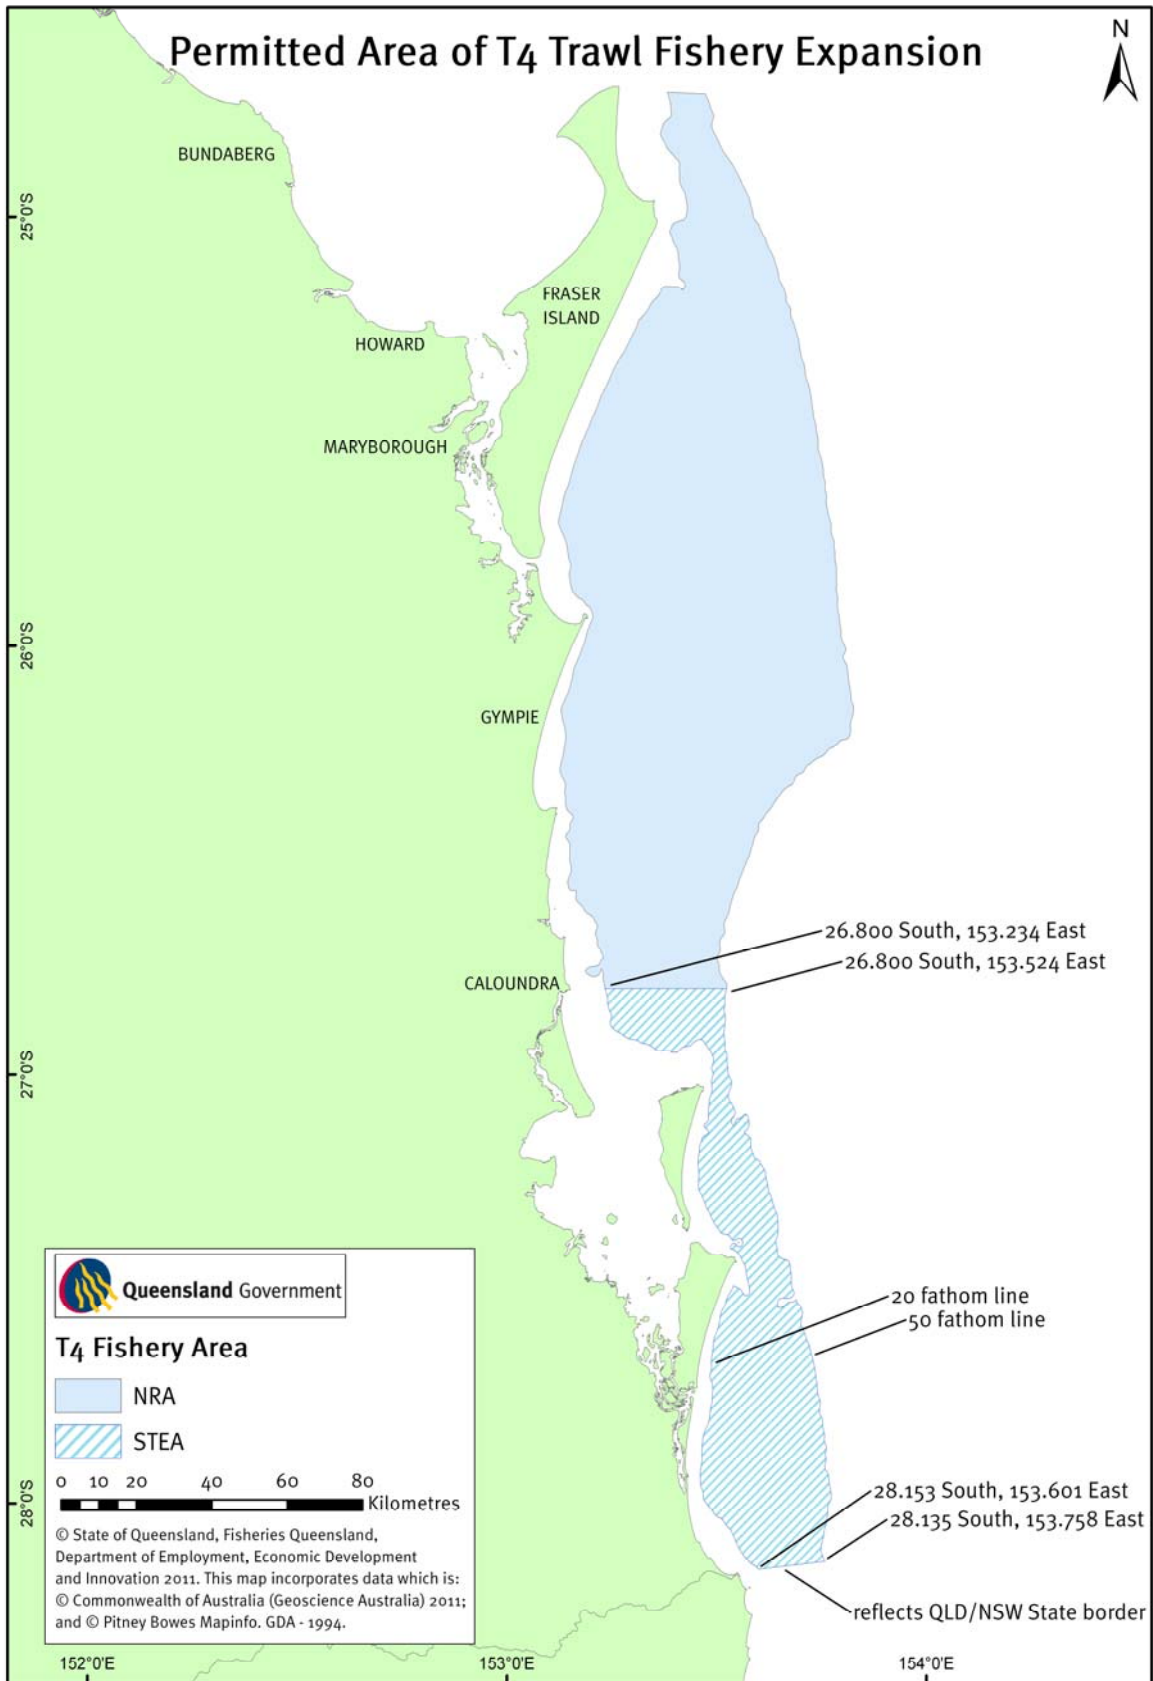 Permitted Area of T4 Trawl Fishery Expansion
N
BUNDABERG
25°0'S
FRASER
ISLAND
HOWARD
MARYBOROUGH
26°0'S
GYMPIE
26.800 South, 153.234 East
26.800 South, 153.524 East
CALOUNDRA
27°0'S
20 fathom line
50 fathom line
Queensland Government
T4 Fishery Area
NRA
STEA
0 10 20 40 60 80
Kilometres
28°0'S
28.153 South, 153.601 East
28.135 South, 153.758 East
© State of Queensland, Fisheries Queensland,
Department of Employment, Economic Development
and Innovation 2011. This map incorporates data which is:
© Commonwealth of Australia (Geoscience Australia) 2011;
and © Pitney Bowes Mapinfo. GDA - 1994.
reflects QLD/NSW State border
152°0'E 153°0'E 154°0'E